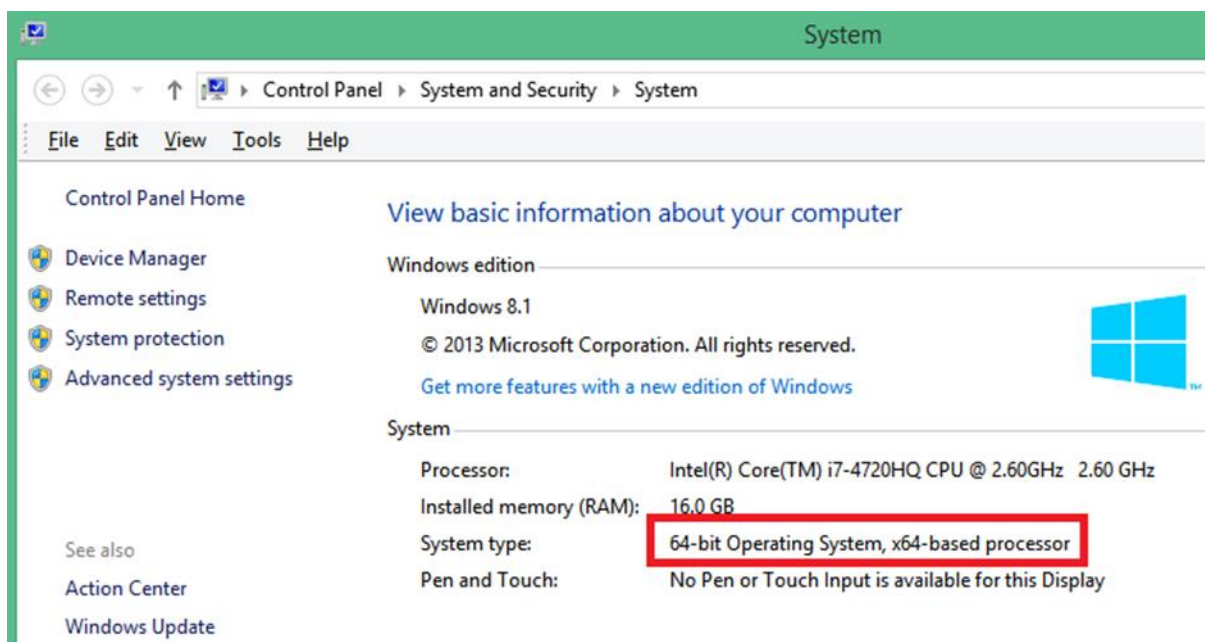 System
Control Panel System and Security System
File Edit View Tools Help
Control Panel Home
Device Manager
Remote settings
System protection
Advanced system settings
See also
Action Center
Windows Update
View basic information about your computer
Windows edition
Windows 8.1
© 2013 Microsoft Corporation. All rights reserved.
Get more features with a new edition of Windows
TM
System
Processor: Intel(R) Core(TM) i7-4720HQ CPU @ 2.60GHz 2.60 GHz
Installed memory (RAM): 16.0 GB
System type: 64-bit Operating System, x64-based processor
Pen and Touch: No Pen or Touch Input is available for this Display